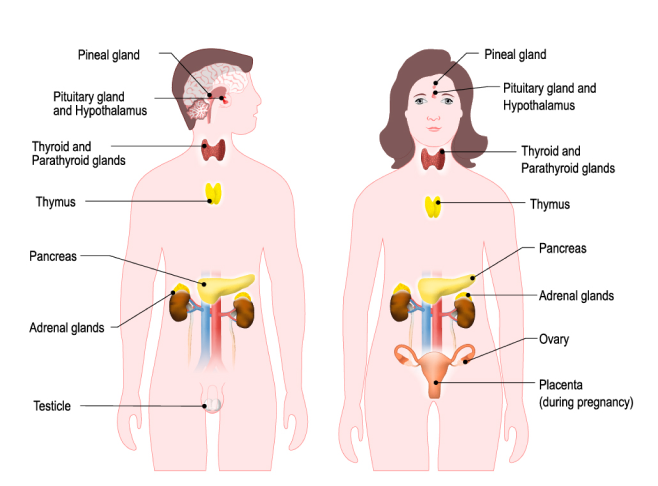 Pineal gland
Pituitary gland
and Hypothalamus
Thyroid and
Parathyroid glands
Thymus
Pancreas
Adrenal glands
Testicle
Pineal gland
Pituitary gland and
Hypothalamus
Thyroid and
Parathyroid glands
Thymus
Pancreas
Adrenal glands
Ovary
Placenta
(during pregnancy)